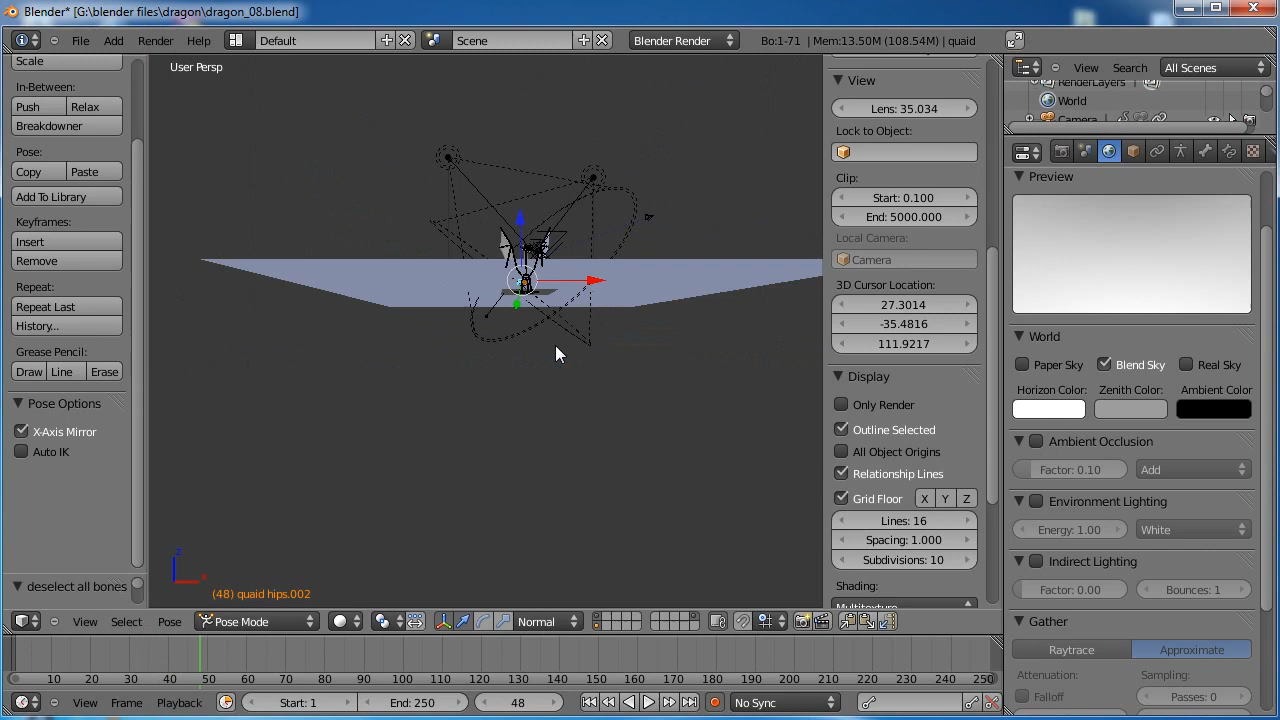 Blender* [G:\blender files\dragon\dragon_08.blend]
File Add Render Help Default Scene Blender Render Bo:1-71 | Mem:13.50M (108.54M) | quaid
View Search All Scenes
RenderLayers
World
Camera
Scale
In-Between:
Push Relax
Breakdowner
Pose:
Copy Paste
Add To Library
Keyframes:
Insert
Remove
Repeat:
Repeat Last
History...
Grease Pencil:
Draw Line Erase
Pose Options
X-Axis Mirror
Auto IK
deselect all bones
User Persp
z
x
(48) quaid hips.002
View
Lens: 35.034
Lock to Object:
Clip:
Start: 0.100
End: 5000.000
Local Camera:
Camera
3D Cursor Location:
27.3014
-35.4816
111.9217
Display
Only Render
Outline Selected
All Object Origins
Relationship Lines
Grid Floor X Y Z
Lines: 16
Spacing: 1.000
Subdivisions: 10
Shading:
Multitexture
Preview
World
Paper Sky Blend Sky Real Sky
Horizon Color: Zenith Color: Ambient Color
Ambient Occlusion
Factor: 0.10 Add
Environment Lighting
Energy: 1.00 White
Indirect Lighting
Factor: 0.00 Bounces: 1
Gather
Raytrace Approximate
Attenuation: Sampling:
Falloff Passes: 0
View Select Pose Pose Mode Normal
10 20 30 40 50 60 70 80 90 100 110 120 130 140 150 160 170 180 190 200 210 220 230 240 250
View Frame Playback Start: 1 End: 250 48 No Sync